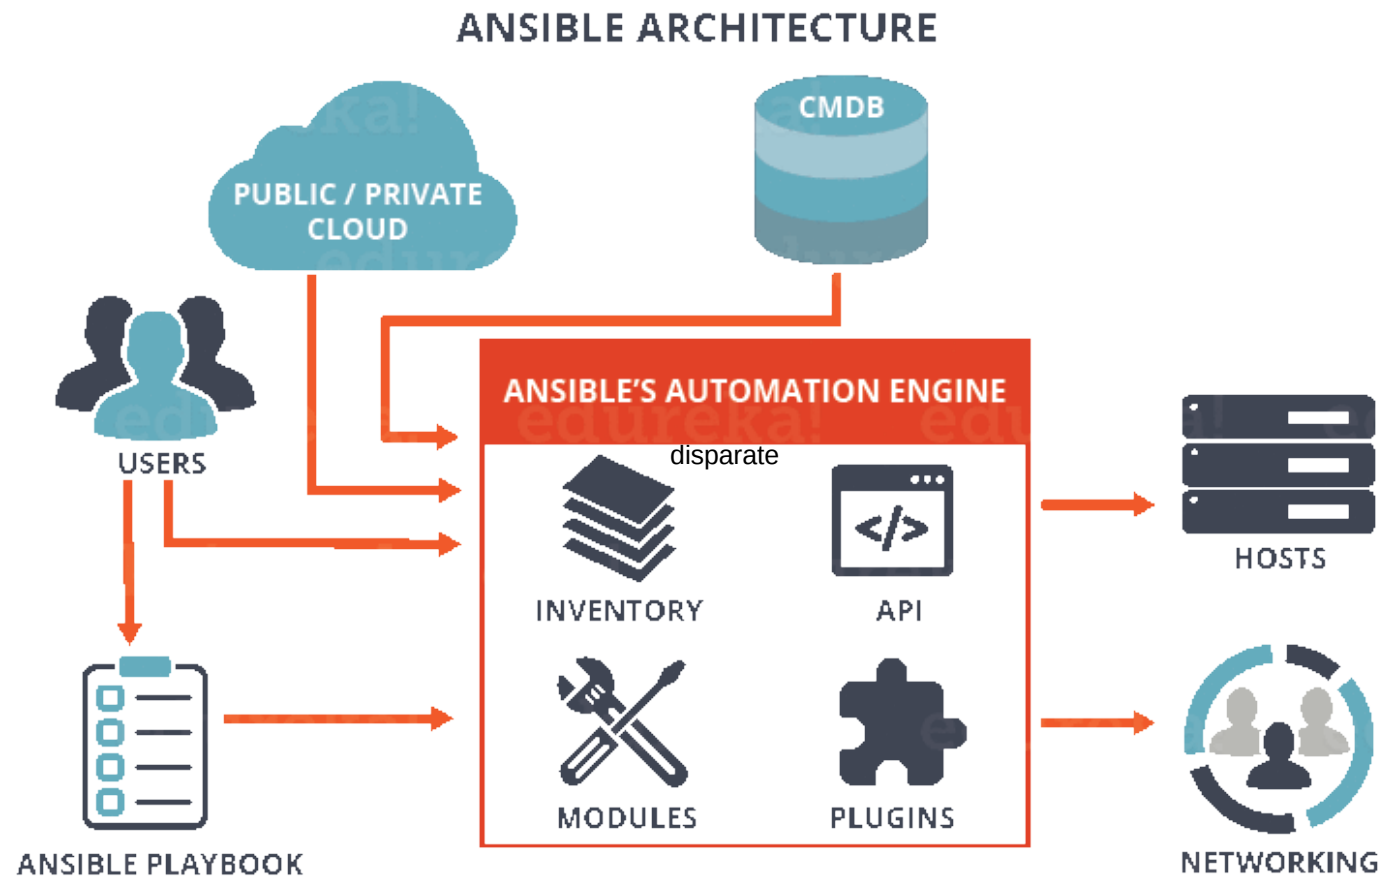 ANSIBLE ARCHITECTURE
PUBLIC / PRIVATE
CLOUD
CMDB
USERS
ANSIBLE'S AUTOMATION ENGINE
edureka!
disparate
INVENTORY
API
HOSTS
MODULES
PLUGINS
ANSIBLE PLAYBOOK
NETWORKING